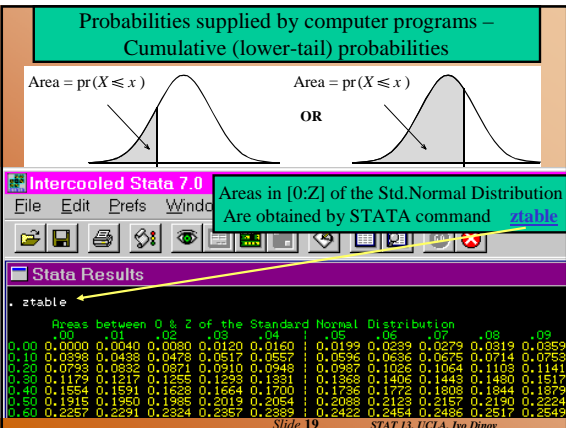 Probabilities supplied by computer programs –
Cumulative (lower-tail) probabilities
Area = pr(X ⩽ x )
Area = pr(X ⩽ x )
OR
Intercooled Stata 7.0
Areas in [0:Z] of the Std.Normal Distribution
Are obtained by STATA command ztable
File Edit Prefs Windo
Stata Results
. ztable
Areas between 0 & Z of the Standard Normal Distribution
.00 .01 .02 .03 .04 .05 .06 .07 .08 .09
0.00 0.0000 0.0040 0.0080 0.0120 0.0160 | 0.0199 0.0239 0.0279 0.0319 0.0359
0.10 0.0398 0.0438 0.0478 0.0517 0.0557 | 0.0596 0.0636 0.0675 0.0714 0.0753
0.20 0.0793 0.0832 0.0871 0.0910 0.0948 | 0.0987 0.1026 0.1064 0.1103 0.1141
0.30 0.1179 0.1217 0.1255 0.1293 0.1331 | 0.1368 0.1406 0.1443 0.1480 0.1517
0.40 0.1554 0.1591 0.1628 0.1664 0.1700 | 0.1736 0.1772 0.1808 0.1844 0.1879
0.50 0.1915 0.1950 0.1985 0.2019 0.2054 | 0.2088 0.2123 0.2157 0.2190 0.2224
0.60 0.2257 0.2291 0.2324 0.2357 0.2389 | 0.2422 0.2454 0.2486 0.2517 0.2549
Slide 19 STAT 13, UCLA, Ivo Dinov